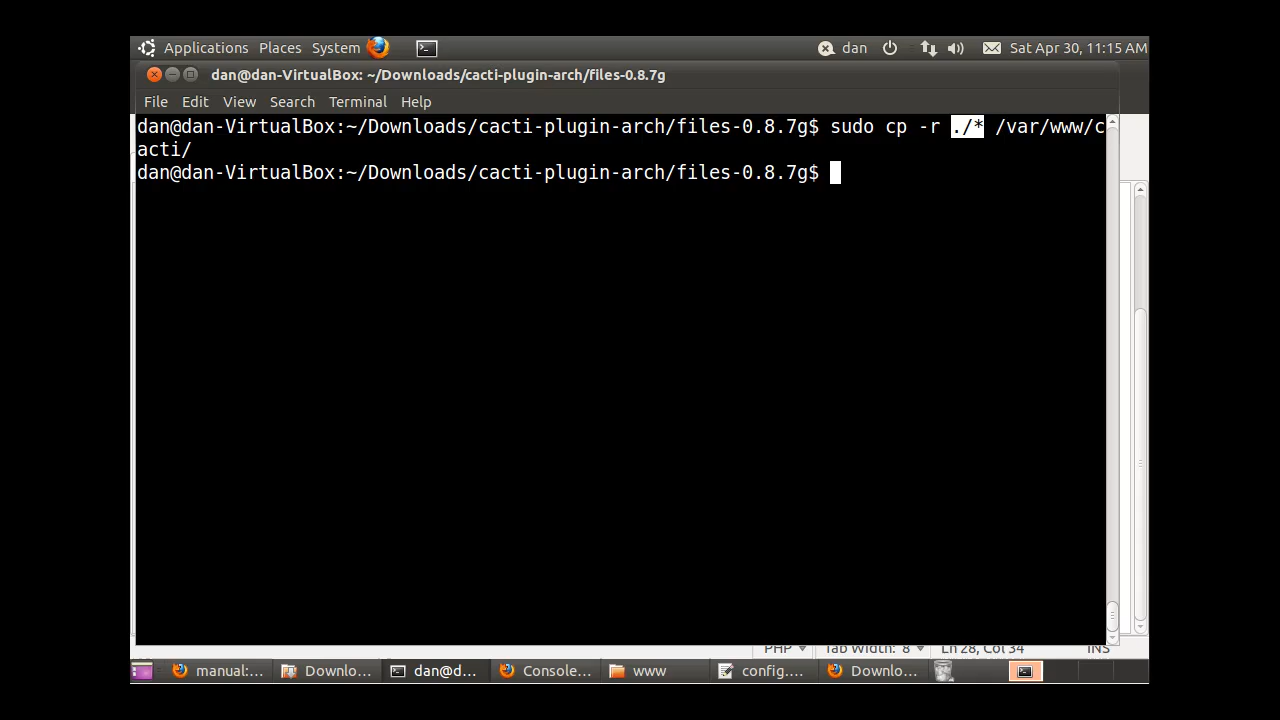 Applications Places System dan Sat Apr 30, 11:15 AM
dan@dan-VirtualBox: ~/Downloads/cacti-plugin-arch/files-0.8.7g
File Edit View Search Terminal Help
dan@dan-VirtualBox:~/Downloads/cacti-plugin-arch/files-0.8.7g$ sudo cp -r ./* /var/www/c
acti/
dan@dan-VirtualBox:~/Downloads/cacti-plugin-arch/files-0.8.7g$
PHP Tab Width: 8 Ln 28, Col 34 INS
manual:... Downlo... dan@d... Console... www config.... Downlo...